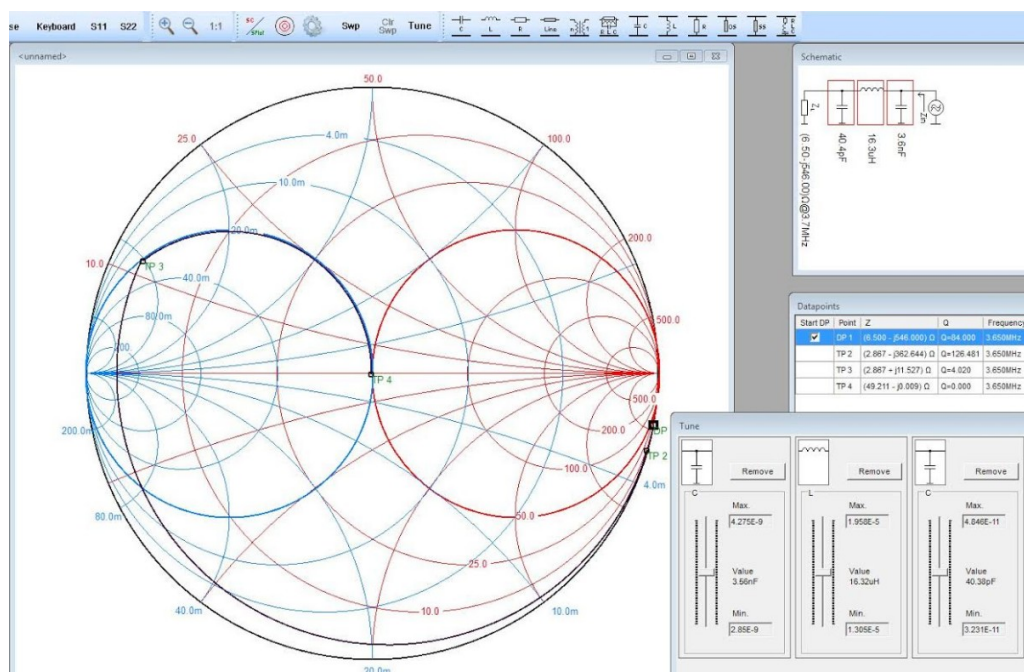 se Keyboard S11 S22 1:1 Swp Clr Swp Tune
<unnamed>
50.0
25.0
4.0m
100.0
10.0m
20.0m
200.0
10.0
TP 3
40.0m
80.0m
500.0
200.
TP 4
500.0
200.0m
200.0
DP
TP 2
100.0
4.0m
80.0m
50.0
25.0
40.0m
10.0
10.0m
20.0m
Schematic
ZL
Zin
40.4pF
16.3uH
3.6nF
(6.50-j546.00)Ω@3.7MHz
Datapoints
Start DP Point Z Q Frequency
DP 1 (6.500 - j546.000) Ω Q=84.000 3.650MHz
TP 2 (2.867 - j362.644) Ω Q=126.481 3.650MHz
TP 3 (2.867 + j11.527) Ω Q=4.020 3.650MHz
TP 4 (49.211 - j0.009) Ω Q=0.000 3.650MHz
Tune
Remove Remove Remove
C L C
Max. Max. Max.
4.275E-9 1.958E-5 4.846E-11
Value Value Value
3.56nF 16.32uH 40.38pF
Min. Min. Min.
2.85E-9 1.305E-5 3.231E-11